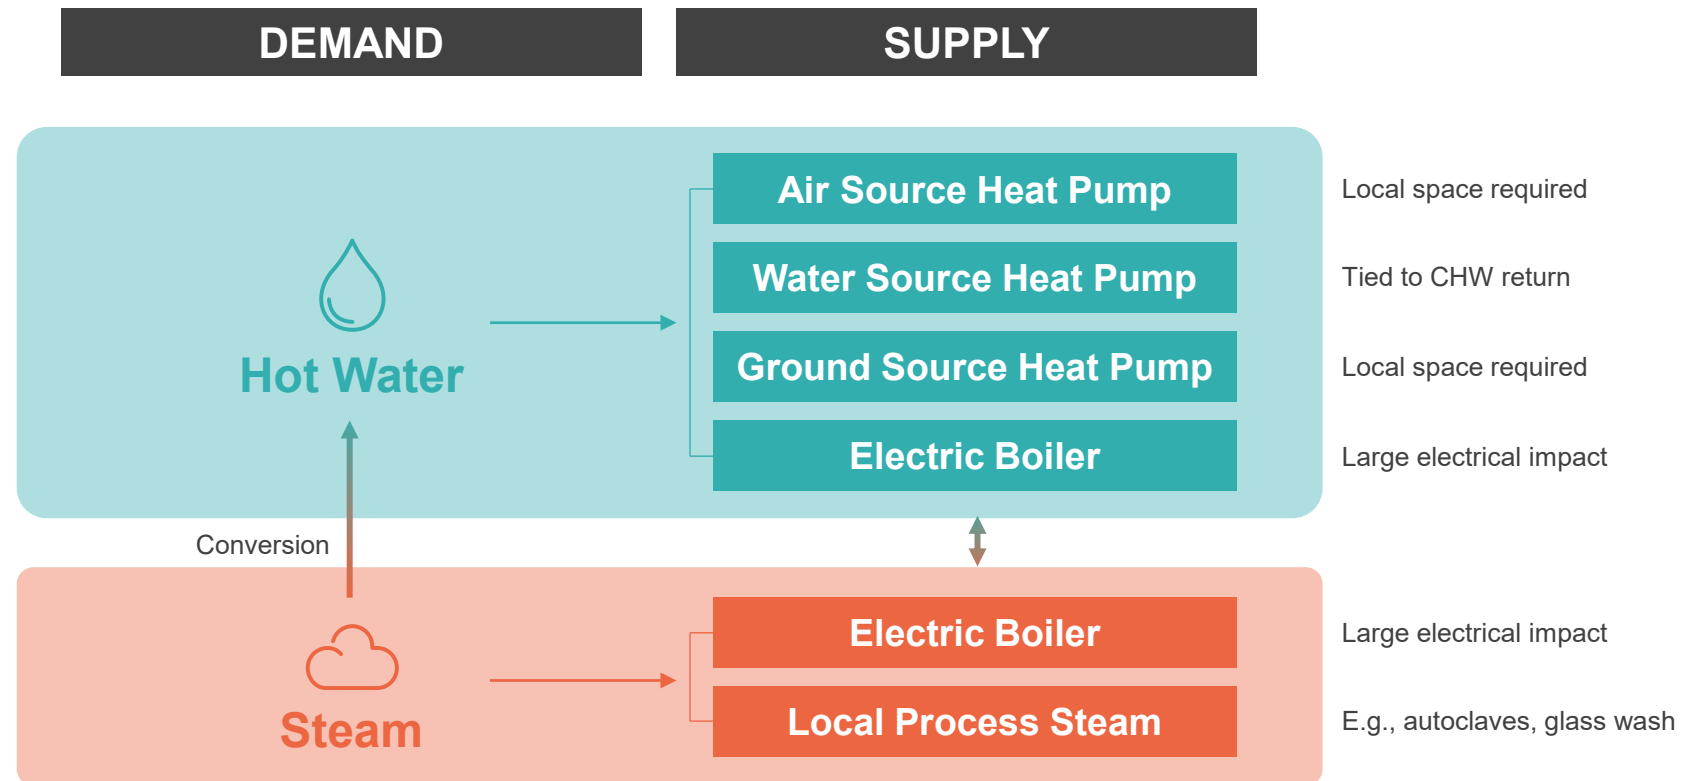 DEMAND
SUPPLY
Hot Water
Air Source Heat Pump
Local space required
Water Source Heat Pump
Tied to CHW return
Ground Source Heat Pump
Local space required
Electric Boiler
Large electrical impact
Conversion
Steam
Electric Boiler
Large electrical impact
Local Process Steam
E.g., autoclaves, glass wash